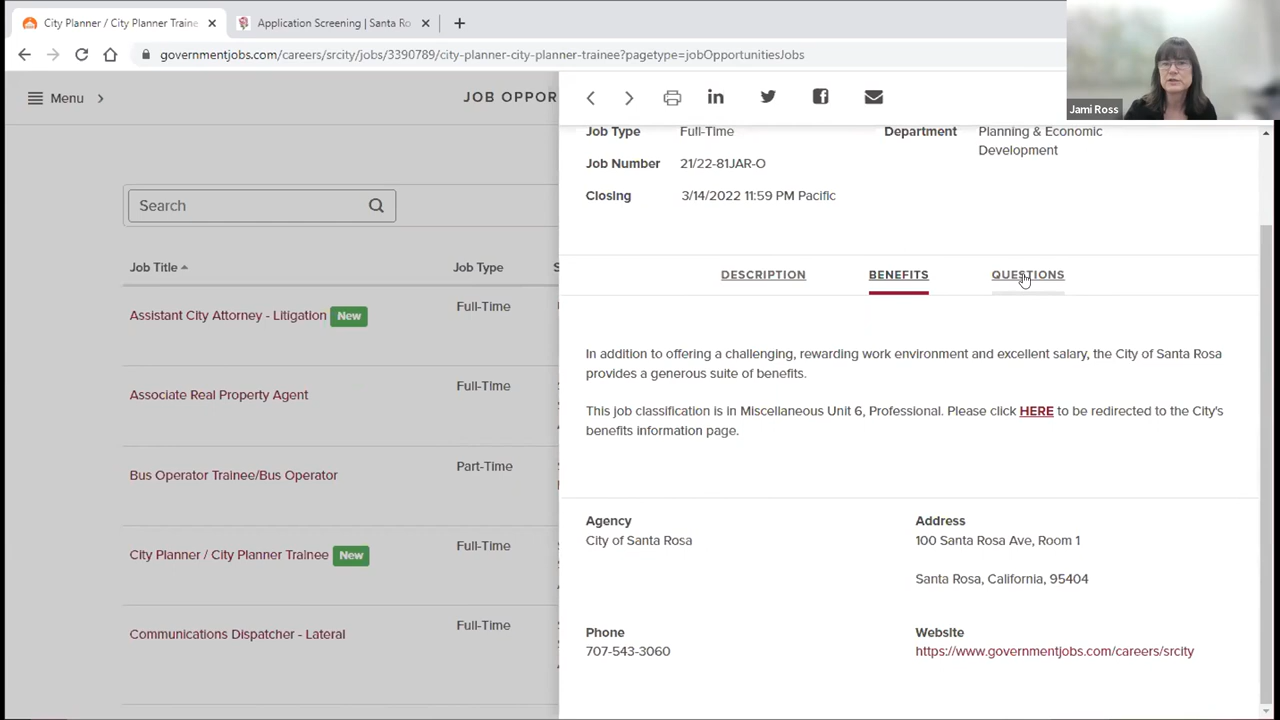 City Planner / City Planner Traine
Application Screening | Santa Ro
governmentjobs.com/careers/srcity/jobs/3390789/city-planner-city-planner-trainee?pagetype=jobOpportunitiesJobs
Jami Ross
Menu
JOB OPPOR
Search
Job Title
Job Type
Assistant City Attorney - Litigation New
Full-Time
Associate Real Property Agent
Full-Time
Bus Operator Trainee/Bus Operator
Part-Time
City Planner / City Planner Trainee New
Full-Time
Communications Dispatcher - Lateral
Full-Time
Job Type Full-Time
Department Planning & Economic
Development
Job Number 21/22-81JAR-O
Closing 3/14/2022 11:59 PM Pacific
DESCRIPTION BENEFITS QUESTIONS
In addition to offering a challenging, rewarding work environment and excellent salary, the City of Santa Rosa
provides a generous suite of benefits.
This job classification is in Miscellaneous Unit 6, Professional. Please click HERE to be redirected to the City's
benefits information page.
Agency
City of Santa Rosa
Address
100 Santa Rosa Ave, Room 1
Santa Rosa, California, 95404
Phone
707-543-3060
Website
https://www.governmentjobs.com/careers/srcity